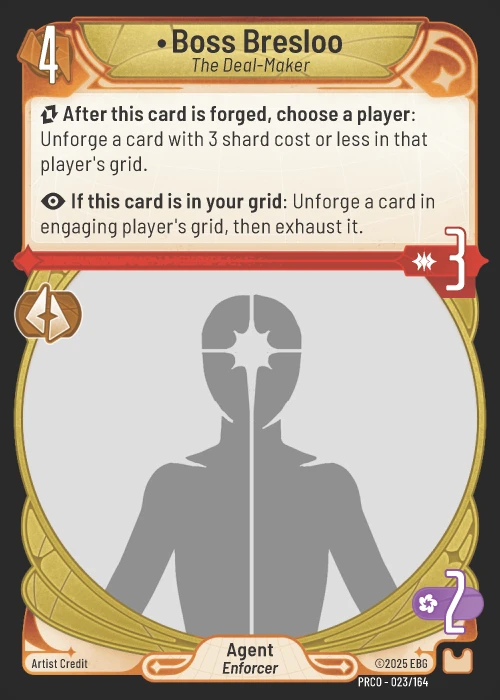 4
•Boss Bresloo
The Deal-Maker
After this card is forged, choose a player:
Unforge a card with 3 shard cost or less in that
player's grid.
If this card is in your grid: Unforge a card in
engaging player's grid, then exhaust it.
3
2
Agent
Enforcer
Artist Credit
©2025 EBG
PRCO - 023/164